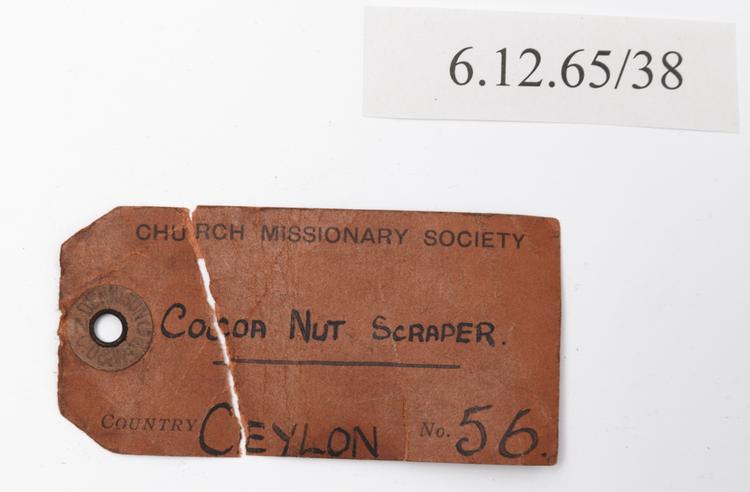 6.12.65/38
CHURCH MISSIONARY SOCIETY
COCOA NUT SCRAPER.
COUNTRY CEYLON No. 56.